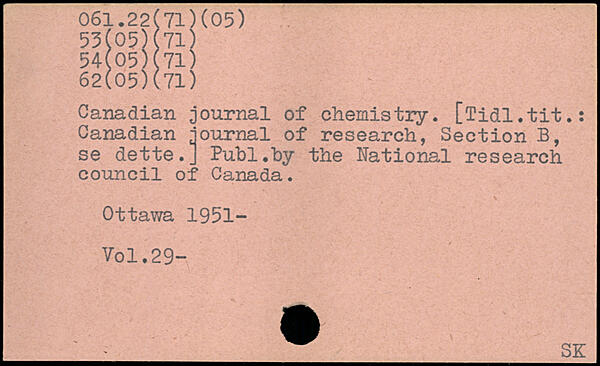 061.22(71)(05)
53(05)(71)
54(05)(71)
62(05)(71)
Canadian journal of chemistry. [Tidl.tit.:
Canadian journal of research, Section B,
se dette.] Publ.by the National research
council of Canada.
Ottawa 1951-
Vol.29-
SK